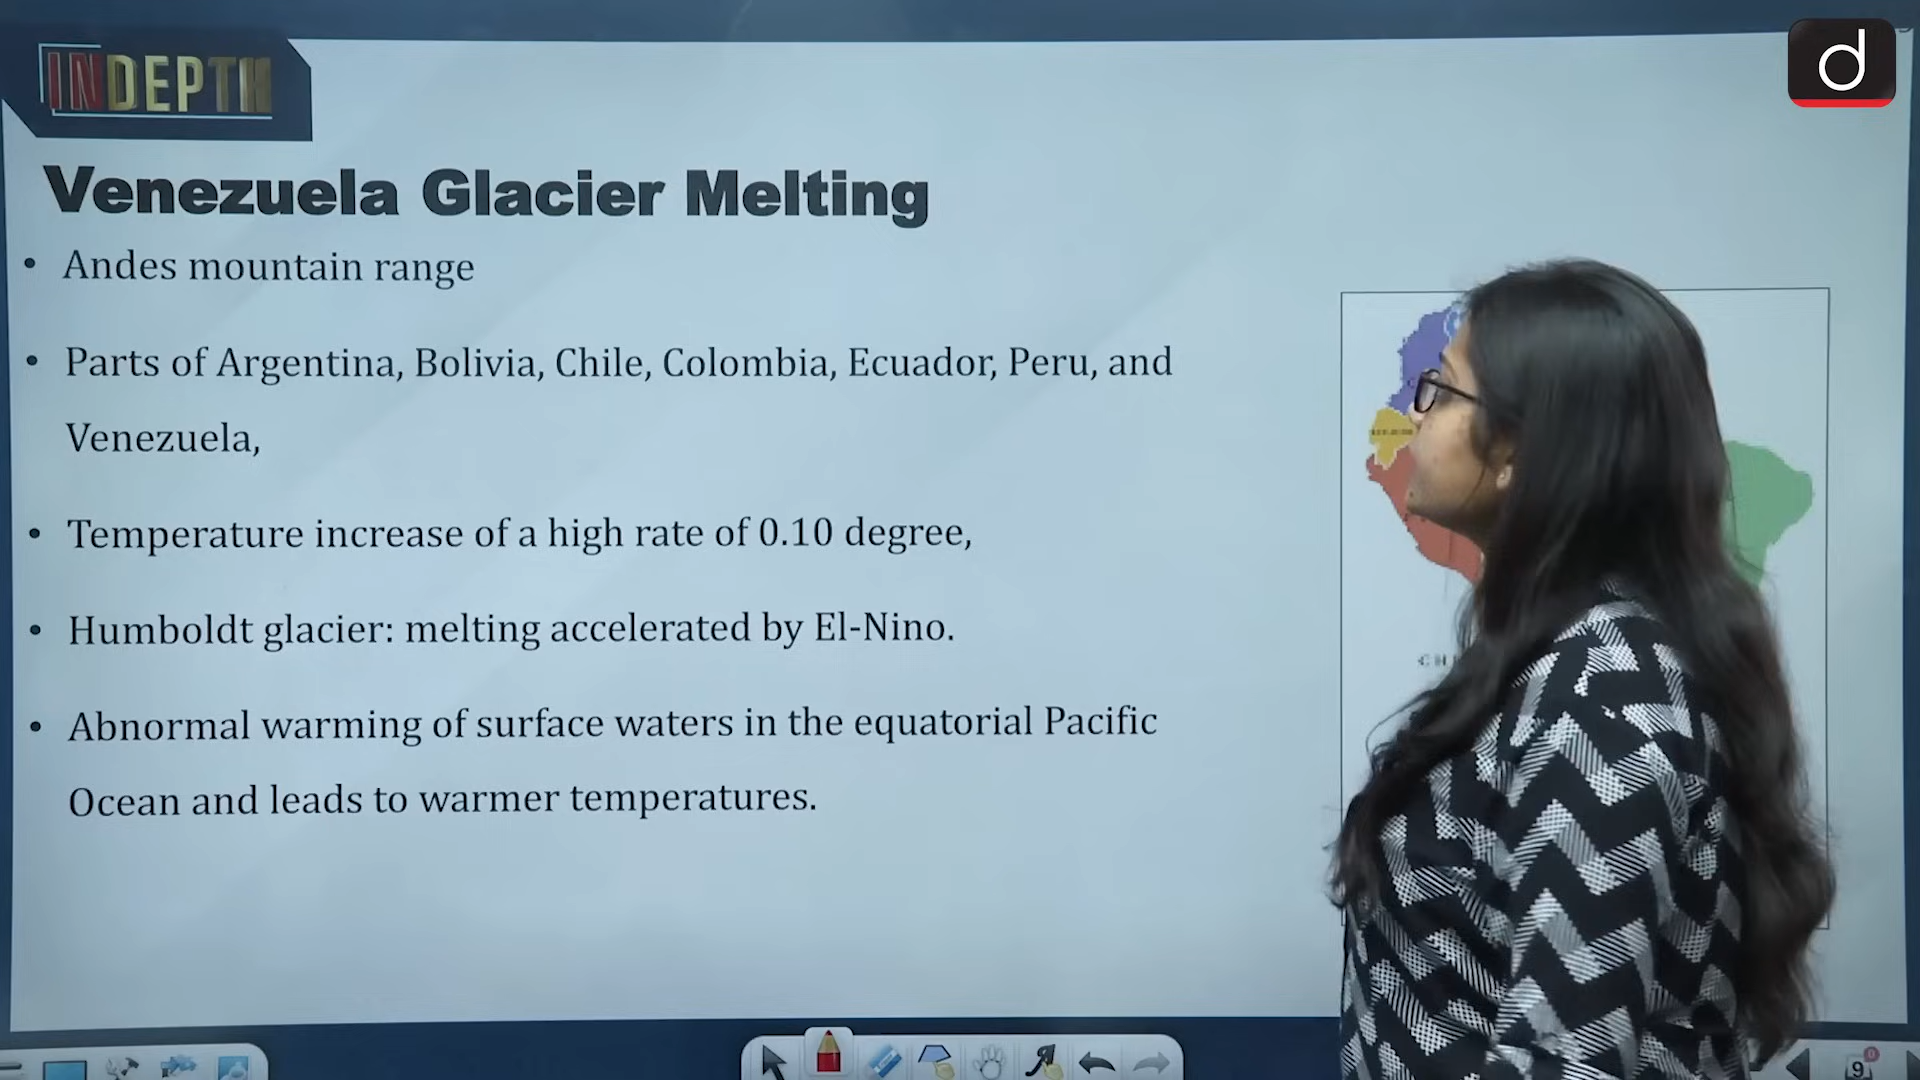 INDEPTH
d
Venezuela Glacier Melting
• Andes mountain range
• Parts of Argentina, Bolivia, Chile, Colombia, Ecuador, Peru, and
Venezuela,
• Temperature increase of a high rate of 0.10 degree,
• Humboldt glacier: melting accelerated by El-Nino.
• Abnormal warming of surface waters in the equatorial Pacific
Ocean and leads to warmer temperatures.
9